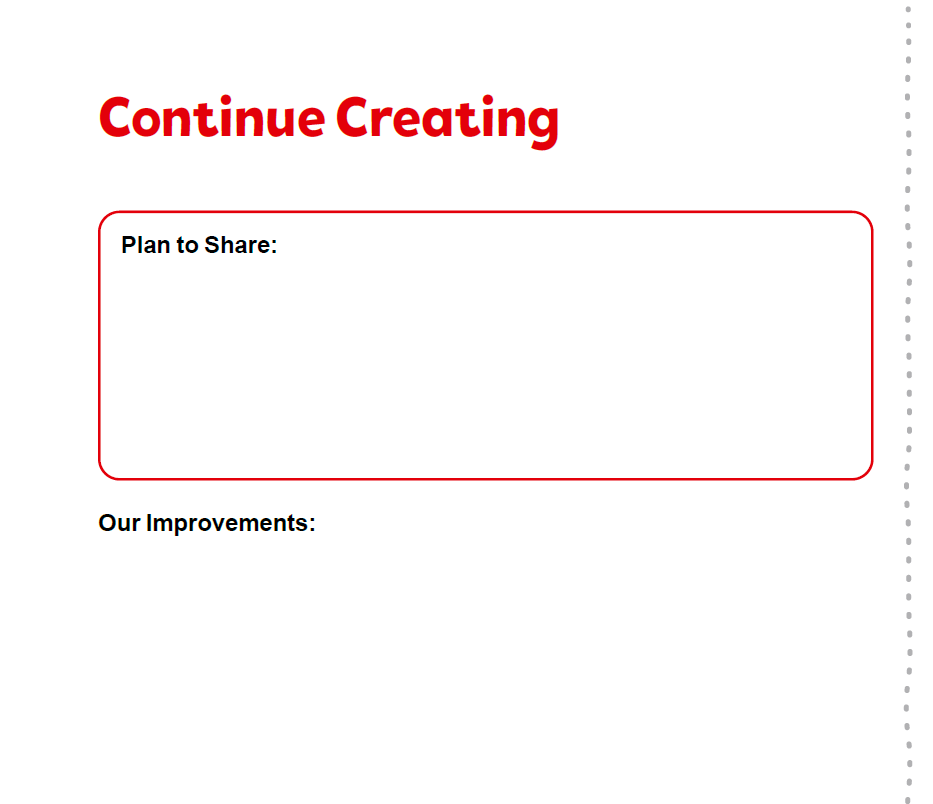 Continue Creating
Plan to Share:
Our Improvements: